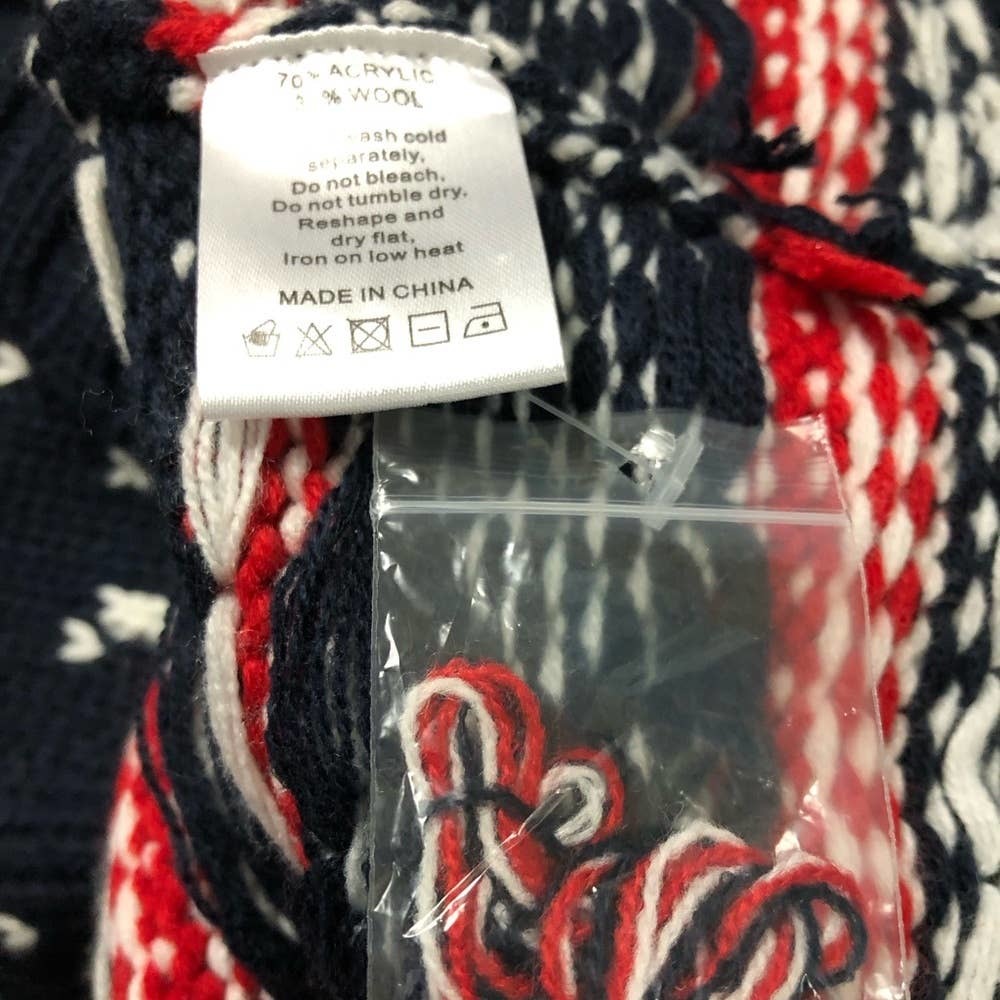 70% ACRYLIC
% WOOL
cold
separately,
Do not bleach,
Do not tumble dry.
Reshape and
dry flat,
Iron on low heat
MADE IN CHINA